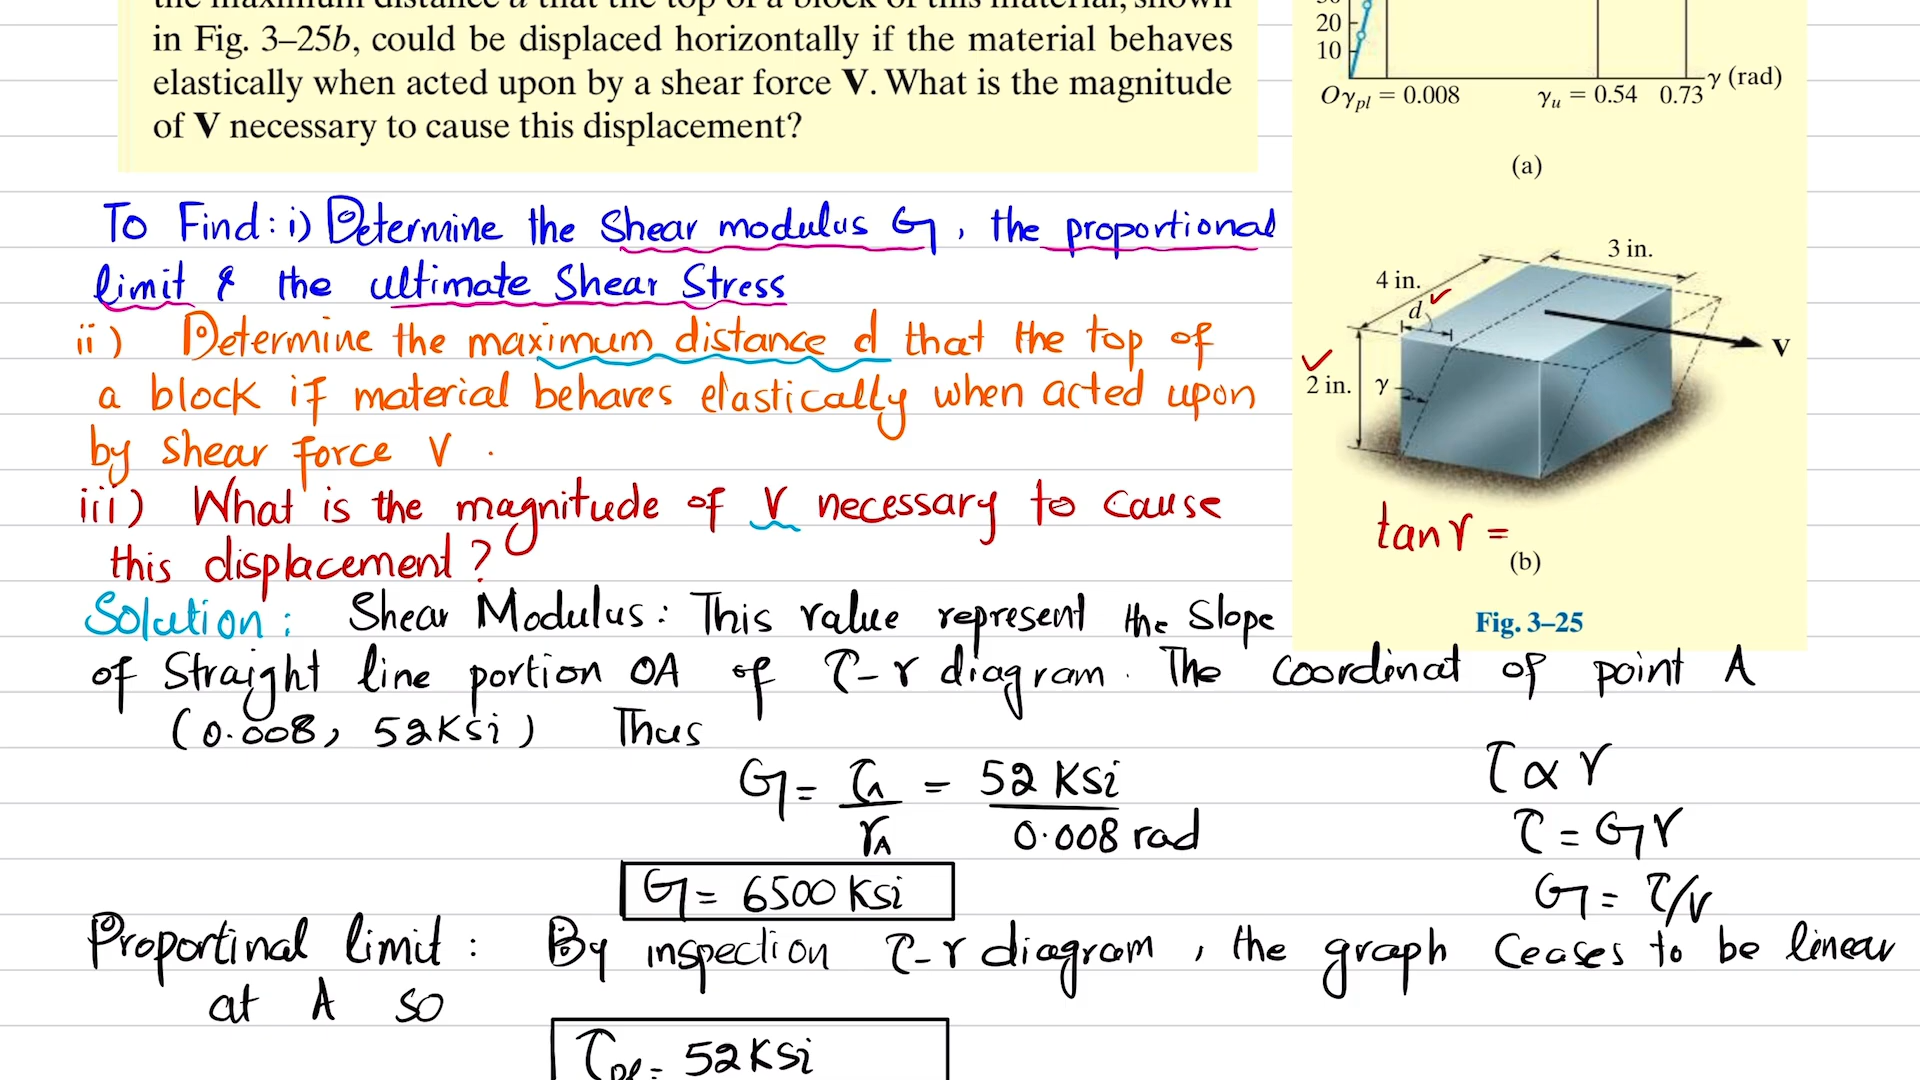 in Fig. 3–25b, could be displaced horizontally if the material behaves
elastically when acted upon by a shear force V. What is the magnitude
of V necessary to cause this displacement?
20
10
Oγpl = 0.008
γu = 0.54
0.73
γ (rad)
(a)
To Find: i) Determine the Shear modulus G, the proportional
limit & the ultimate Shear Stress
ii) Determine the maximum distance d that the top of
a block if material behaves elastically when acted upon
by shear force V.
iii) What is the magnitude of V necessary to cause
this displacement?
3 in.
4 in.
d
V
2 in.
γ
tan γ =
(b)
Fig. 3–25
Solution: Shear Modulus: This value represent the Slope
of Straight line portion OA of τ-γ diagram. The coordinat of point A
(0.008, 52Ksi) Thus
G = τA/γA = 52 Ksi/0.008 rad
G = 6500 Ksi
τ ∝ γ
τ = Gγ
G = τ/γ
Proportinal limit: By inspection τ-γ diagram, the graph Ceases to be linear
at A so
τpl = 52Ksi